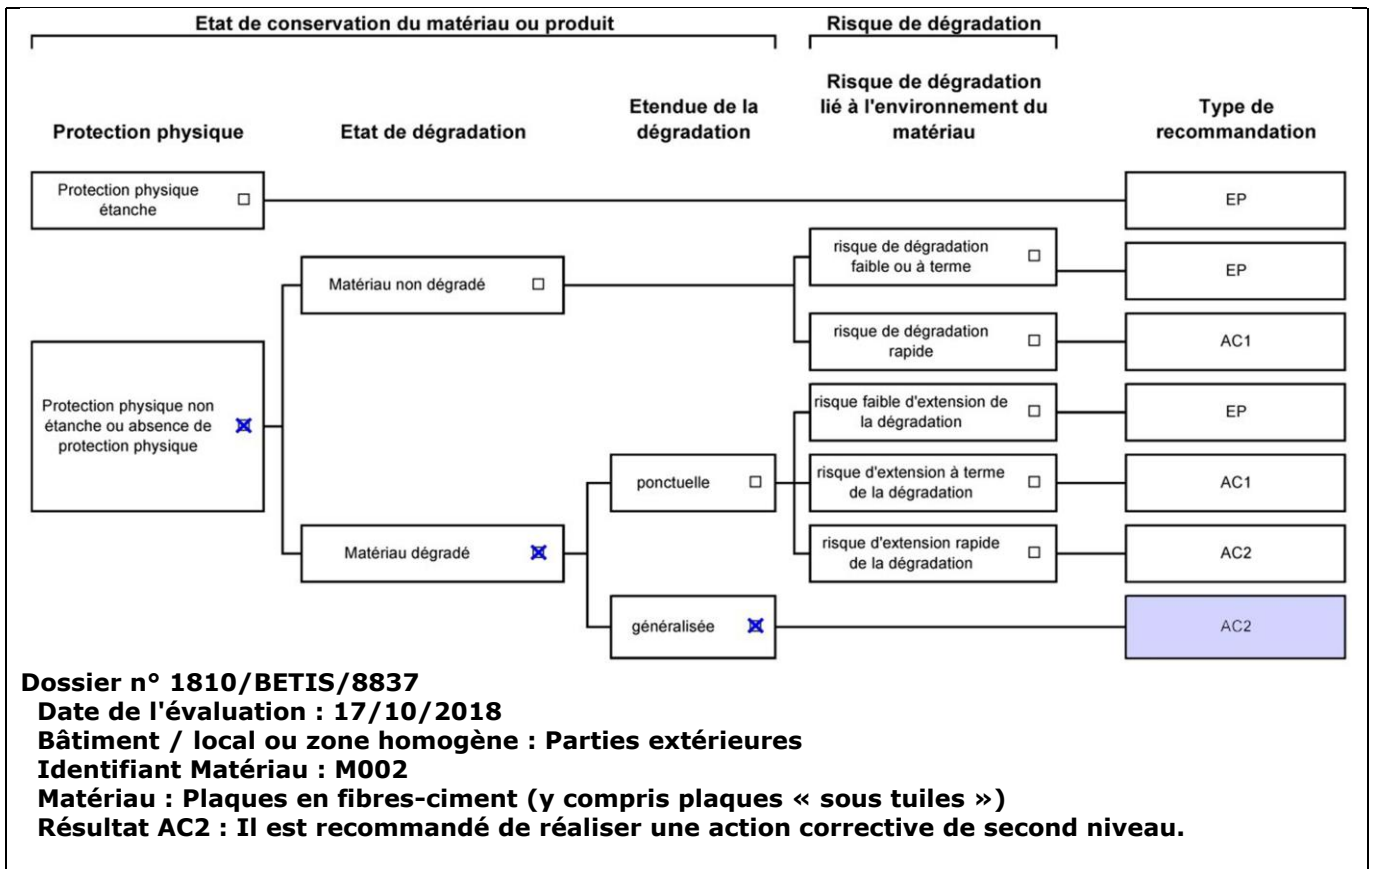 Etat de conservation du matériau ou produit
Risque de dégradation
Protection physique
Etat de dégradation
Etendue de la
dégradation
Risque de dégradation
lié à l'environnement du
matériau
Type de
recommandation
Protection physique
étanche
EP
risque de dégradation
faible ou à terme
EP
Matériau non dégradé
risque de dégradation
rapide
AC1
Protection physique non
étanche ou absence de
protection physique
risque faible d'extension de
la dégradation
EP
ponctuelle
risque d'extension à terme
de la dégradation
AC1
Matériau dégradé
risque d'extension rapide
de la dégradation
AC2
généralisée
AC2
Dossier n° 1810/BETIS/8837
Date de l'évaluation : 17/10/2018
Bâtiment / local ou zone homogène : Parties extérieures
Identifiant Matériau : M002
Matériau : Plaques en fibres-ciment (y compris plaques « sous tuiles »)
Résultat AC2 : Il est recommandé de réaliser une action corrective de second niveau.